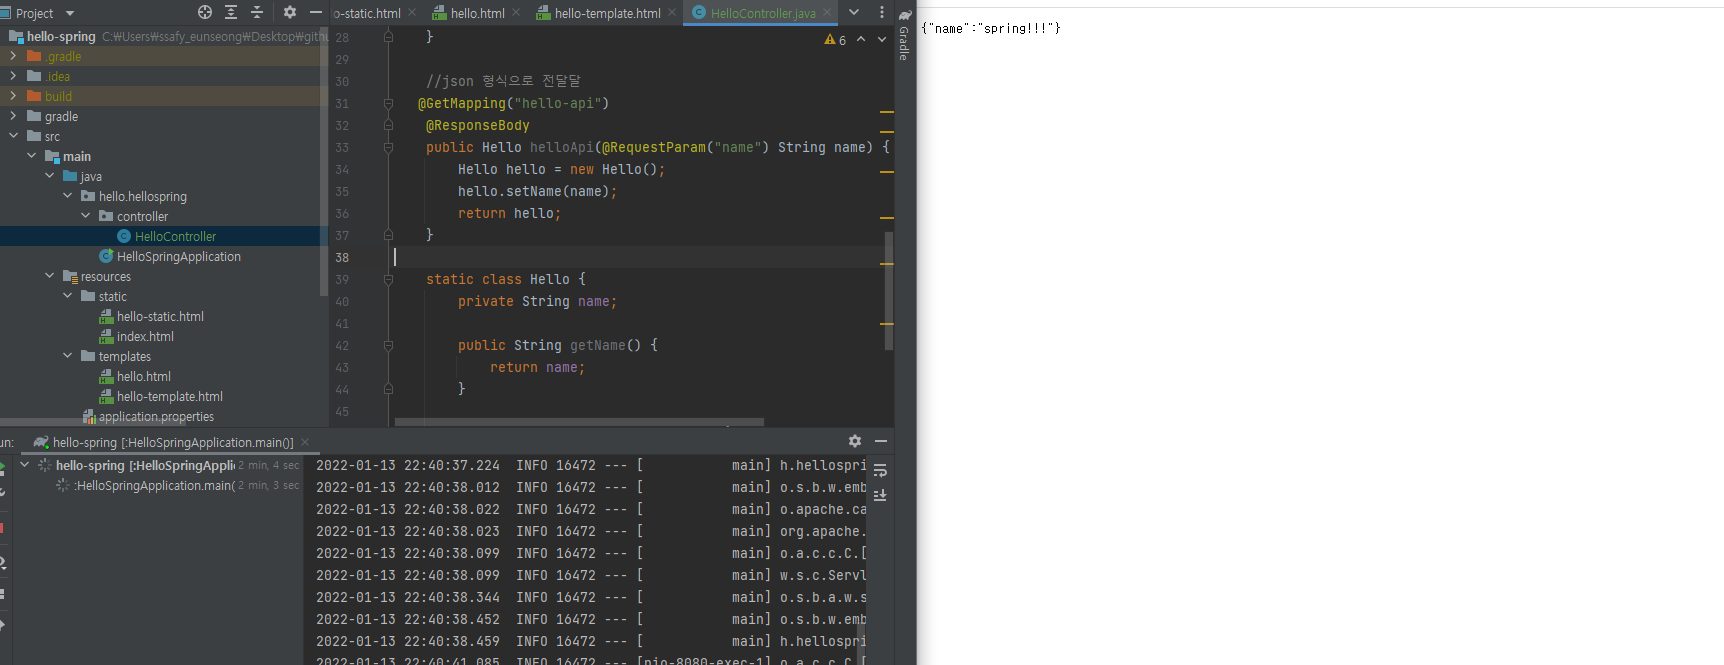 Project
hello-spring C:₩Users₩ssafy_eunseong₩Desktop₩githu
.gradle
.idea
build
gradle
src
main
java
hello.hellospring
controller
HelloController
HelloSpringApplication
resources
static
hello-static.html
index.html
templates
hello.html
hello-template.html
application.properties
o-static.html
hello.html
hello-template.html
HelloController.java
6
Gradle
28 }
29
30 //json 형식으로 전달달
31 @GetMapping("hello-api")
32 @ResponseBody
33 public Hello helloApi(@RequestParam("name") String name) {
34 Hello hello = new Hello();
35 hello.setName(name);
36 return hello;
37 }
38
39 static class Hello {
40 private String name;
41
42 public String getName() {
43 return name;
44 }
45
{"name":"spring!!!"}
un: hello-spring [:HelloSpringApplication.main()]
hello-spring [:HelloSpringAppli 2 min, 4 sec
:HelloSpringApplication.main( 2 min, 3 sec
2022-01-13 22:40:37.224 INFO 16472 --- [ main] h.hellospri
2022-01-13 22:40:38.012 INFO 16472 --- [ main] o.s.b.w.emb
2022-01-13 22:40:38.022 INFO 16472 --- [ main] o.apache.ca
2022-01-13 22:40:38.023 INFO 16472 --- [ main] org.apache.
2022-01-13 22:40:38.099 INFO 16472 --- [ main] o.a.c.c.C.[
2022-01-13 22:40:38.099 INFO 16472 --- [ main] w.s.c.Servl
2022-01-13 22:40:38.344 INFO 16472 --- [ main] o.s.b.a.w.s
2022-01-13 22:40:38.452 INFO 16472 --- [ main] o.s.b.w.emb
2022-01-13 22:40:38.459 INFO 16472 --- [ main] h.hellospri
2022-01-13 22:40:41.085 INFO 16472 --- [nio-8080-exec-1] o.a.c.c.C.[